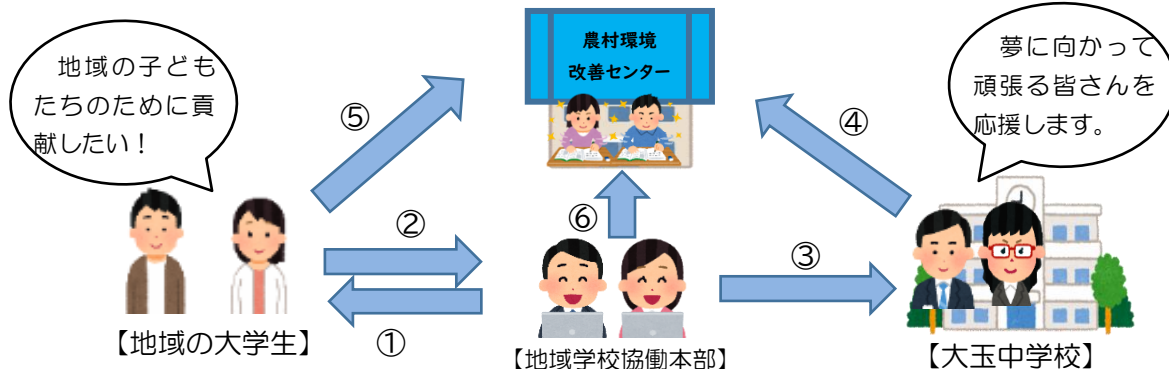 農村環境
改善センター
地域の子ども
たちのために貢
献したい！
夢に向かって
頑張る皆さんを
応援します。
⑤
④
②
⑥
③
①
【地域の大学生】
【地域学校協働本部】
【大玉中学校】